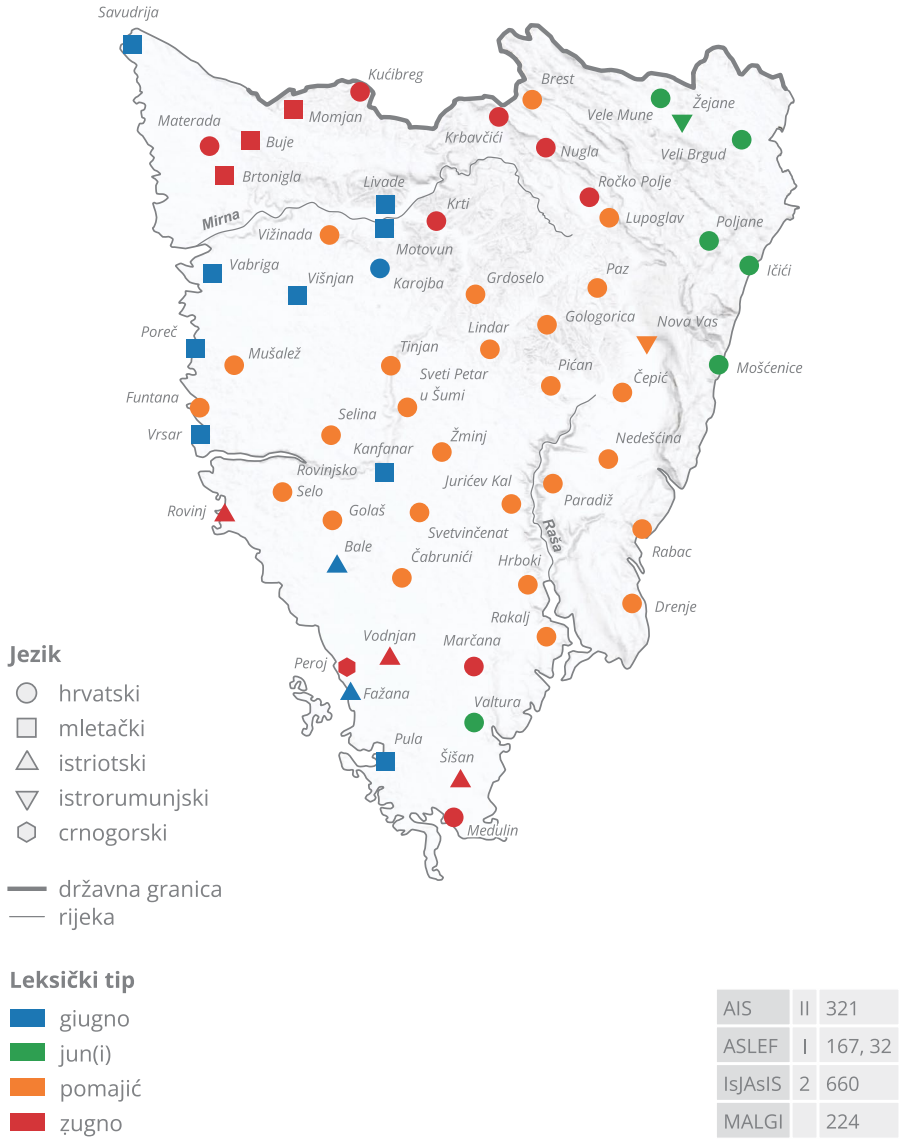 Savudrija
Kućibreg
Brest
Momjan
Vele Mune
Žejane
Materada
Krbavčići
Buje
Nugla
Veli Brgud
Brtonigla
Livade
Ročko Polje
Mirna
Krti
Lupoglav
Poljane
Vižinada
Motovun
Vabriga
Višnjan
Karojba
Grdoselo
Paz
Ičići
Poreč
Lindar
Gologorica
Nova Vas
Mušalež
Tinjan
Pićan
Čepić
Mošćenice
Sveti Petar
u Šumi
Funtana
Selina
Vrsar
Kanfanar
Žminj
Nedešćina
Rovinjsko
Selo
Jurićev Kal
Paradiž
Rovinj
Golaš
Svetvinčenat
Raša
Rabac
Bale
Čabrunići
Hrboki
Drenje
Rakalj
Vodnjan
Marčana
Peroj
Fažana
Valtura
Pula
Šišan
Medulin
Jezik
hrvatski
mletački
istriotski
istrorumunjski
crnogorski
državna granica
rijeka
Leksički tip
giugno
jun(i)
pomajić
ẓugno
AIS II 321
ASLEF I 167, 32
IsJAsIS 2 660
MALGI 224